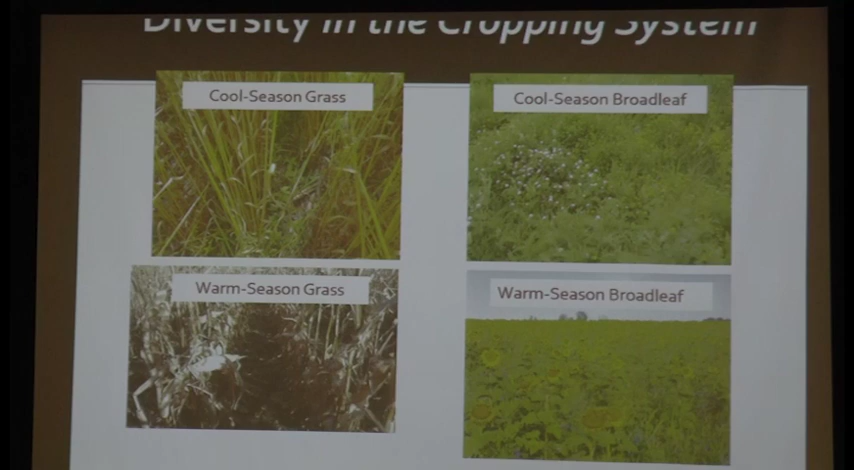 Diversity in the Cropping System
Cool-Season Grass
Cool-Season Broadleaf
Warm-Season Grass
Warm-Season Broadleaf